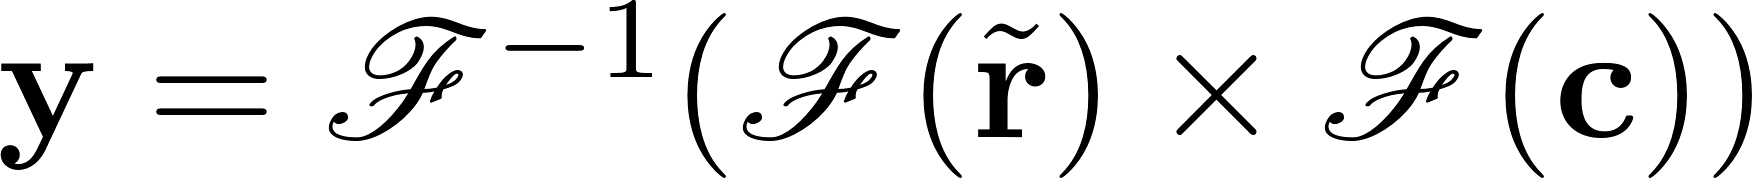 𝐲 = ℱ⁻¹(ℱ(𝐫̃) × ℱ(𝐜))